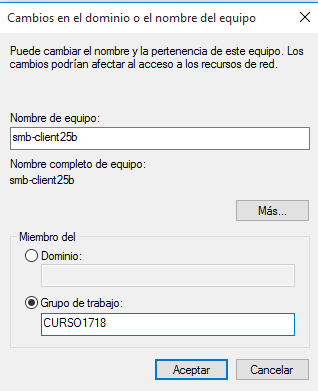 Cambios en el dominio o el nombre del equipo
Puede cambiar el nombre y la pertenencia de este equipo. Los
cambios podrían afectar al acceso a los recursos de red.
Nombre de equipo:
smb-client25b
Nombre completo de equipo:
smb-client25b
Más...
Miembro del
Dominio:
Grupo de trabajo:
CURSO1718
Aceptar
Cancelar